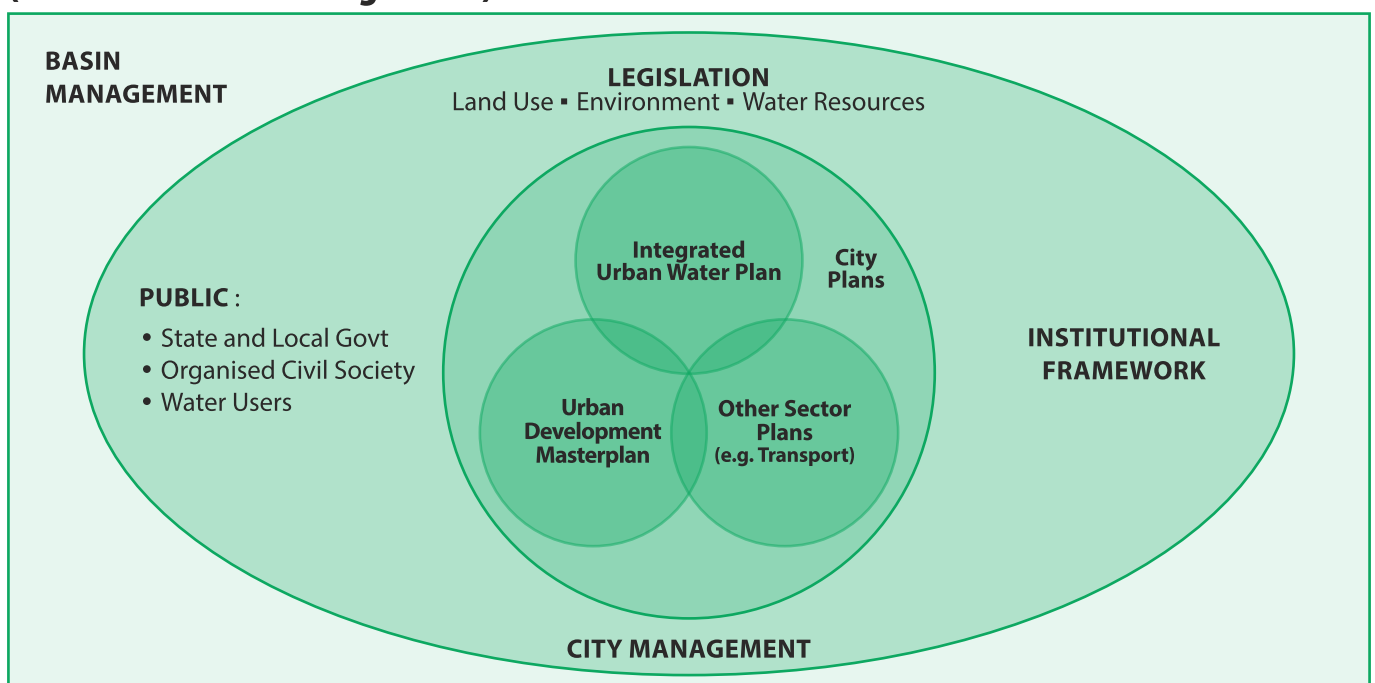 BASIN
MANAGEMENT
LEGISLATION
Land Use ▪ Environment ▪ Water Resources
Integrated
Urban Water Plan
City
Plans
PUBLIC :
• State and Local Govt
• Organised Civil Society
• Water Users
INSTITUTIONAL
FRAMEWORK
Urban
Development
Masterplan
Other Sector
Plans
(e.g. Transport)
CITY MANAGEMENT